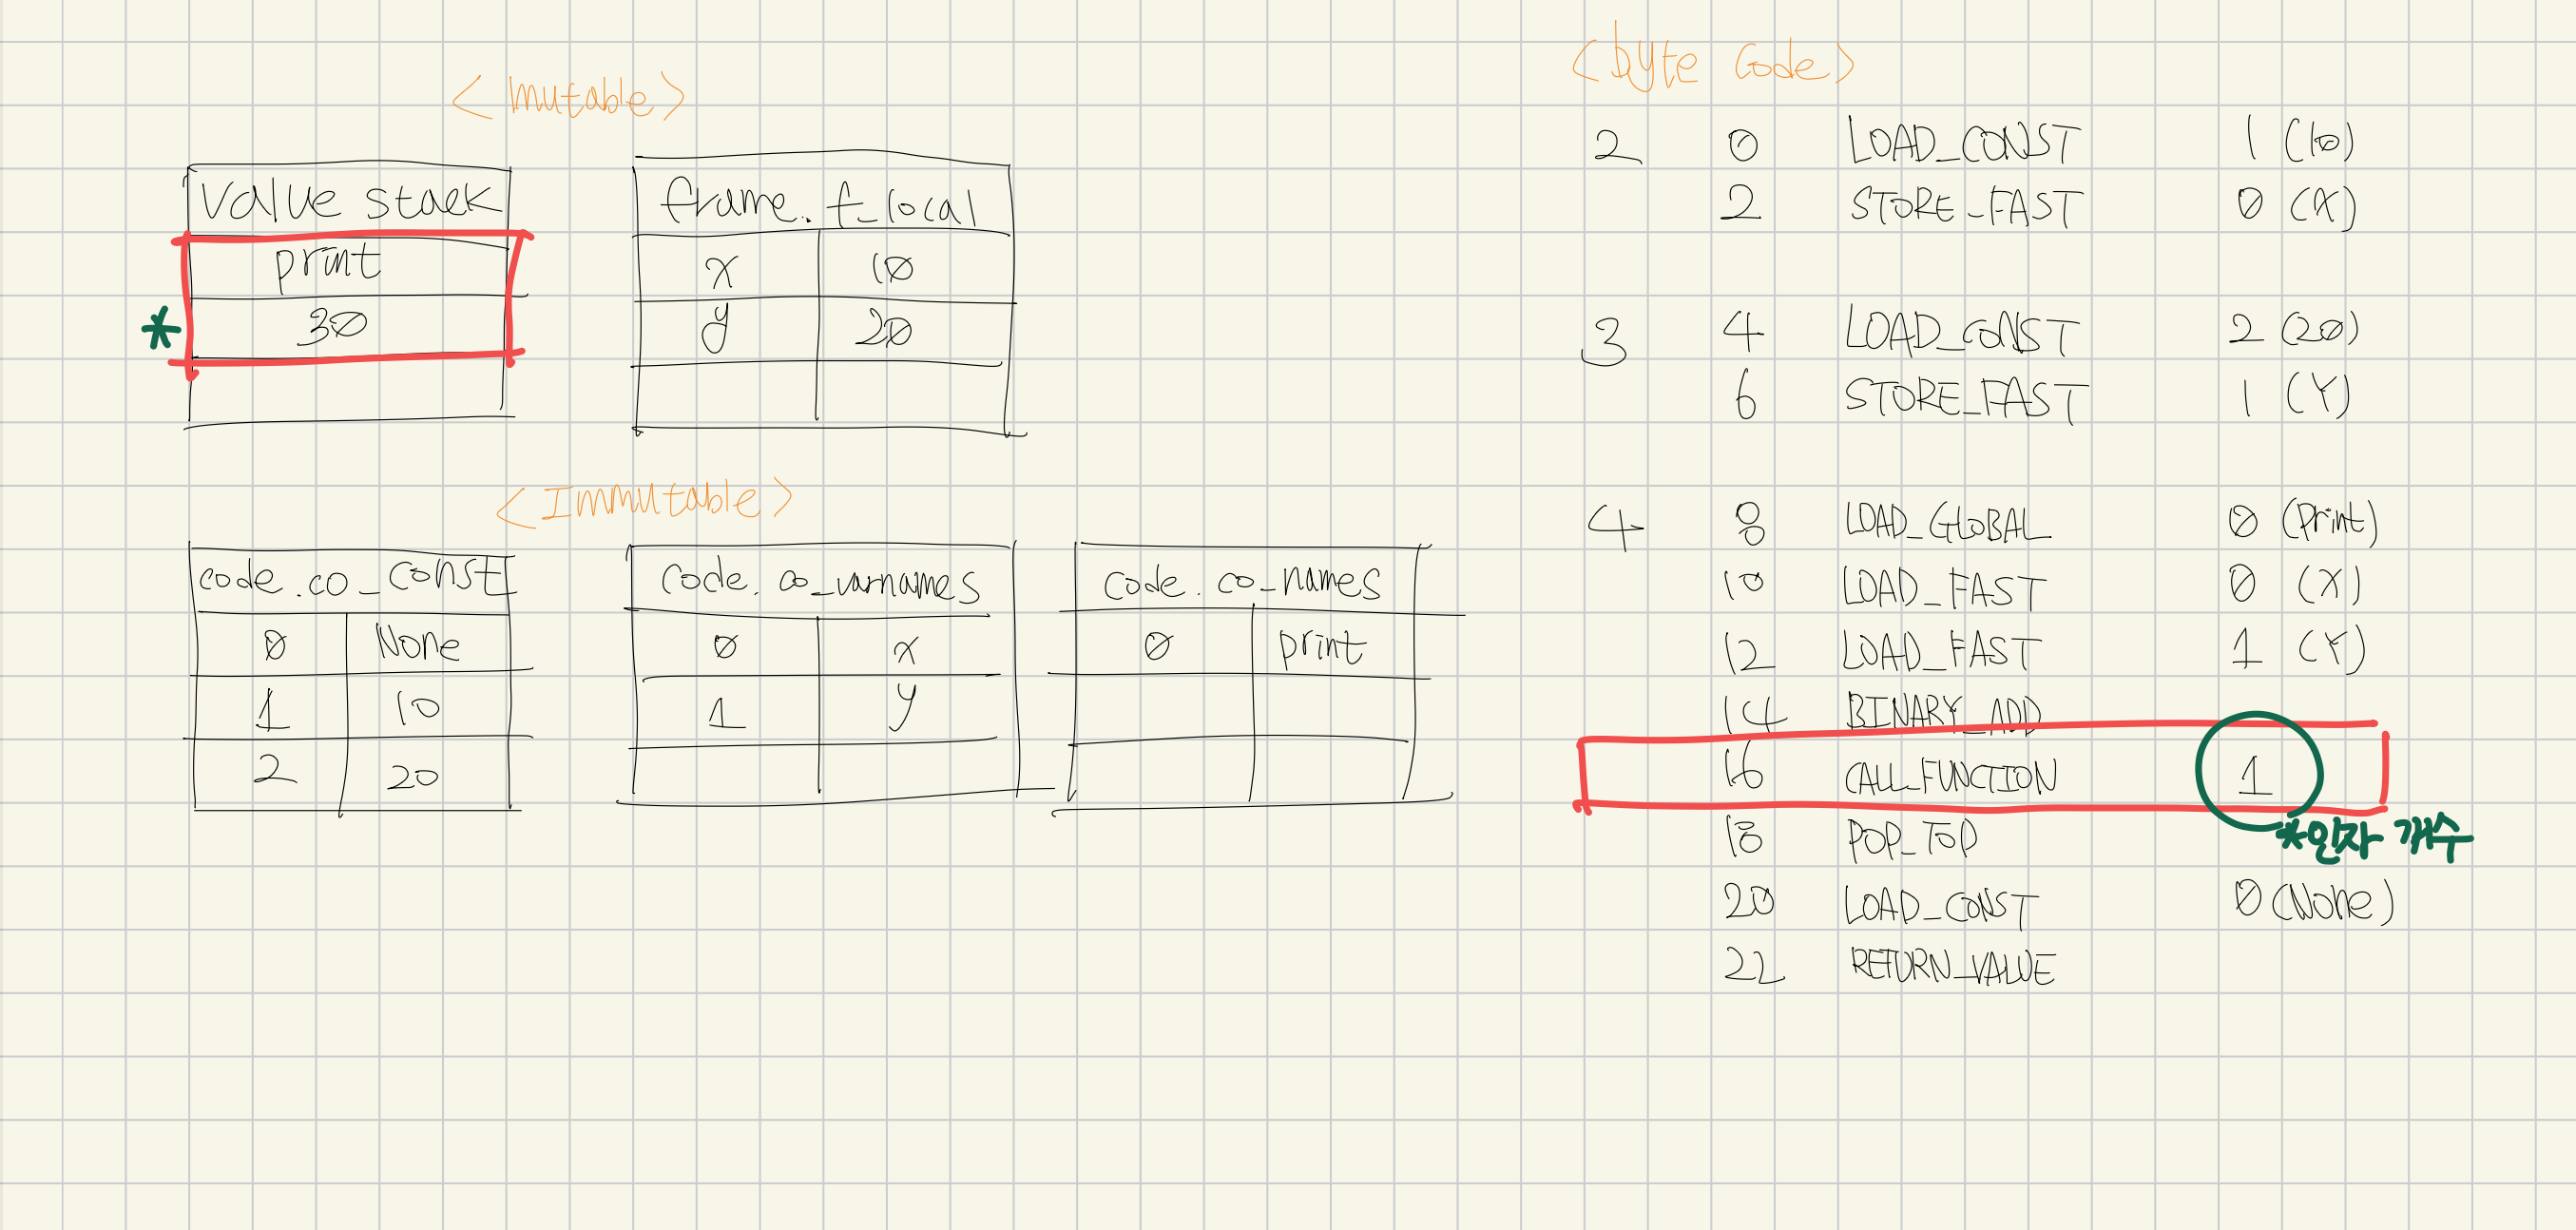 <Mutable>
value stack
print
* 30
frame. f_local
x 10
y 20
<Immutable>
code.co_const
0 None
1 10
2 20
code. co_varnames
0 x
1 y
code. co_names
0 print
<byte code>
2 0 LOAD_CONST 1 (10)
2 STORE_FAST 0 (X)
3 4 LOAD_CONST 2 (20)
6 STORE_FAST 1 (Y)
4 8 LOAD_GLOBAL 0 (Print)
10 LOAD_FAST 0 (X)
12 LOAD_FAST 1 (Y)
14 BINARY_ADD
16 CALL_FUNCTION 1
*인자 개수
18 POP_TOP
20 LOAD_CONST 0 (None)
22 RETURN_VALUE